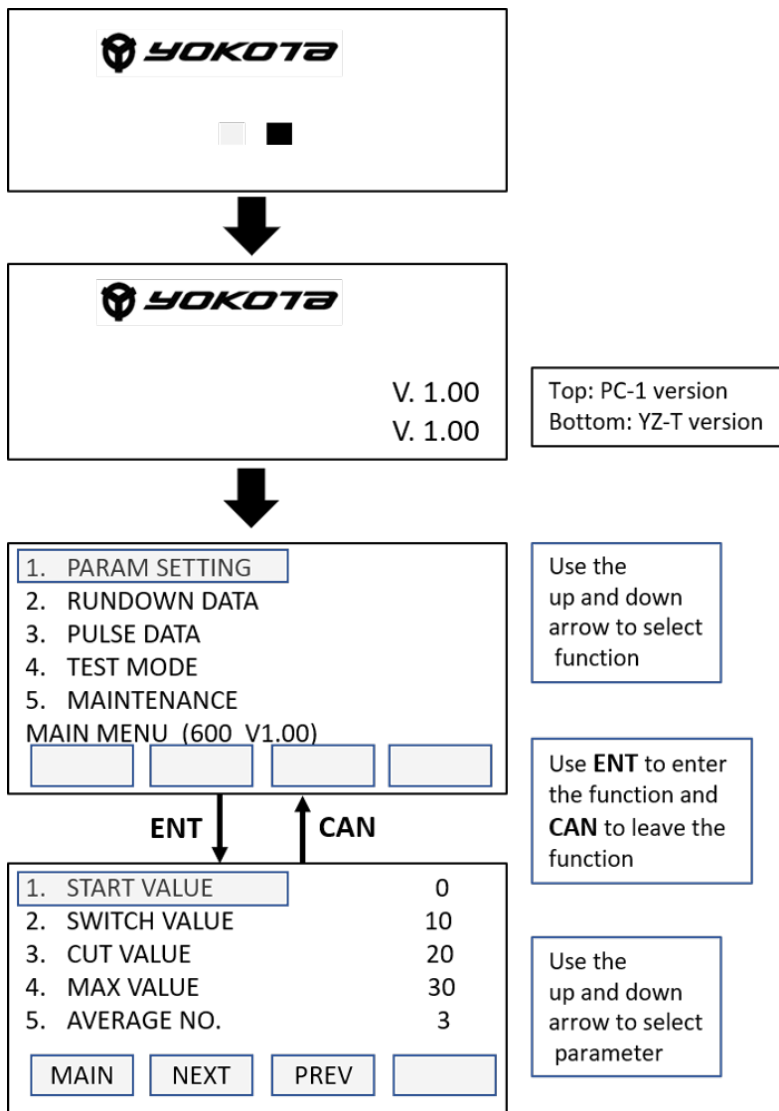 YOKOTA
YOKOTA
V. 1.00
V. 1.00
Top: PC-1 version
Bottom: YZ-T version
1. PARAM SETTING
2. RUNDOWN DATA
3. PULSE DATA
4. TEST MODE
5. MAINTENANCE
MAIN MENU (600 V1.00)
Use the
up and down
arrow to select
function
ENT
CAN
Use ENT to enter
the function and
CAN to leave the
function
1. START VALUE 0
2. SWITCH VALUE 10
3. CUT VALUE 20
4. MAX VALUE 30
5. AVERAGE NO. 3
MAIN NEXT PREV
Use the
up and down
arrow to select
parameter